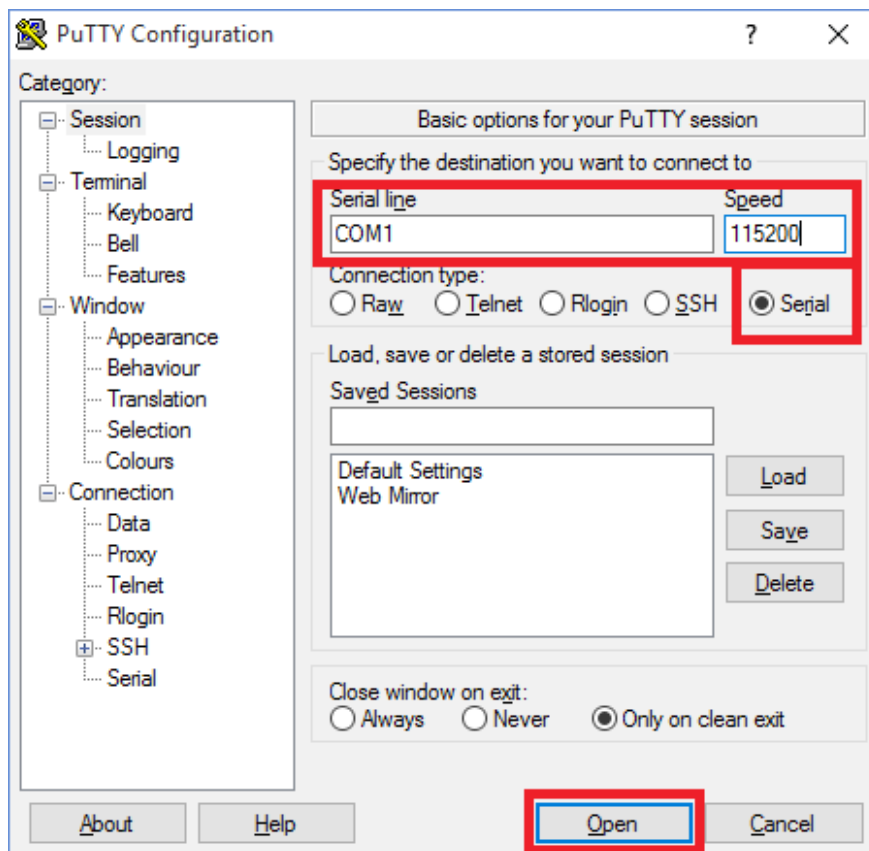 PuTTY Configuration
?
Category:
Session
Logging
Terminal
Keyboard
Bell
Features
Window
Appearance
Behaviour
Translation
Selection
Colours
Connection
Data
Proxy
Telnet
Rlogin
SSH
Serial
Basic options for your PuTTY session
Specify the destination you want to connect to
Serial line Speed
COM1 115200
Connection type:
Raw Telnet Rlogin SSH Serial
Load, save or delete a stored session
Saved Sessions
Default Settings
Web Mirror
Load
Save
Delete
Close window on exit:
Always Never Only on clean exit
About Help Open Cancel